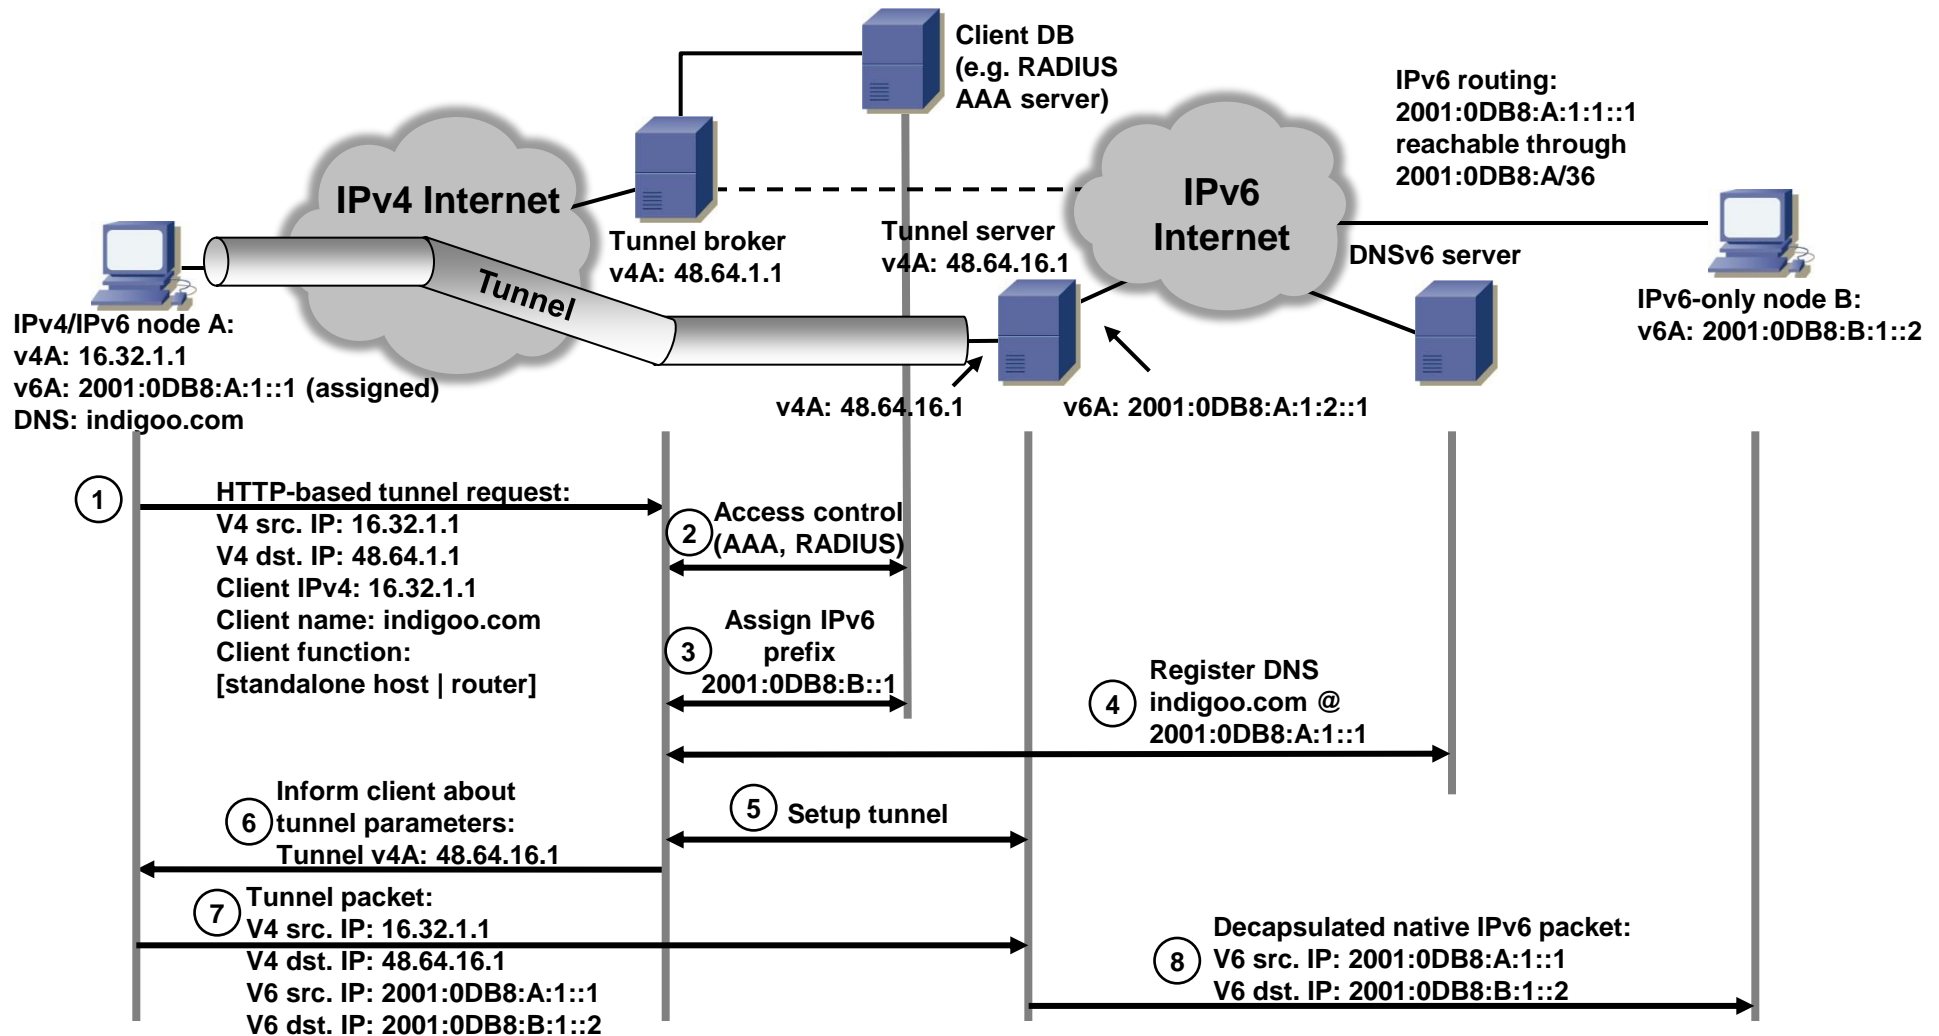 Client DB
(e.g. RADIUS
AAA server)
IPv6 routing:
2001:0DB8:A:1:1::1
reachable through
2001:0DB8:A/36
IPv4 Internet
IPv6
Internet
Tunnel broker
v4A: 48.64.1.1
Tunnel server
v4A: 48.64.16.1
DNSv6 server
Tunnel
IPv6-only node B:
v6A: 2001:0DB8:B:1::2
IPv4/IPv6 node A:
v4A: 16.32.1.1
v6A: 2001:0DB8:A:1::1 (assigned)
DNS: indigoo.com
v4A: 48.64.16.1
v6A: 2001:0DB8:A:1:2::1
1
HTTP-based tunnel request:
V4 src. IP: 16.32.1.1
V4 dst. IP: 48.64.1.1
Client IPv4: 16.32.1.1
Client name: indigoo.com
Client function:
[standalone host | router]
2
Access control
(AAA, RADIUS)
3
Assign IPv6
prefix
2001:0DB8:B::1
4
Register DNS
indigoo.com @
2001:0DB8:A:1::1
5
Setup tunnel
6
Inform client about
tunnel parameters:
Tunnel v4A: 48.64.16.1
7
Tunnel packet:
V4 src. IP: 16.32.1.1
V4 dst. IP: 48.64.16.1
V6 src. IP: 2001:0DB8:A:1::1
V6 dst. IP: 2001:0DB8:B:1::2
8
Decapsulated native IPv6 packet:
V6 src. IP: 2001:0DB8:A:1::1
V6 dst. IP: 2001:0DB8:B:1::2